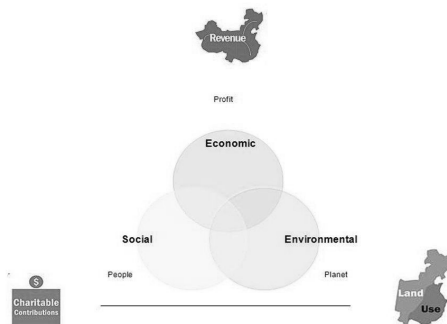 Revenue
Profit
Economic
Social
Environmental
People
Planet
$
Charitable
Contributions
Land
Use